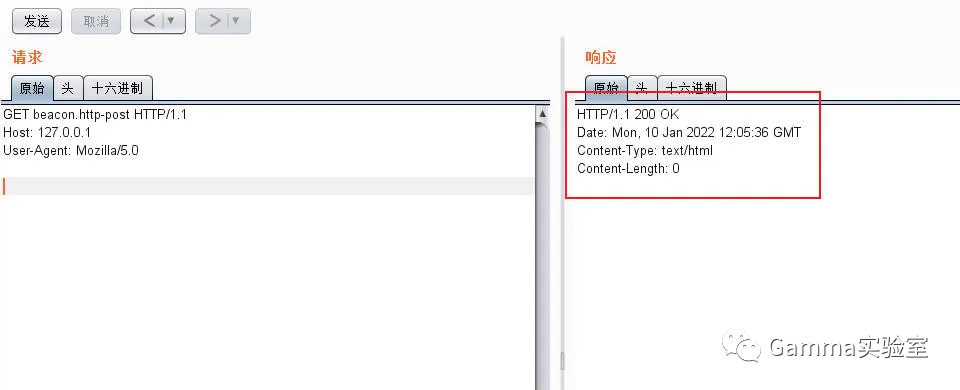 发送 取消 < >
请求
原始 头 十六进制
GET beacon.http-post HTTP/1.1
Host: 127.0.0.1
User-Agent: Mozilla/5.0
响应
原始 头 十六进制
HTTP/1.1 200 OK
Date: Mon, 10 Jan 2022 12:05:36 GMT
Content-Type: text/html
Content-Length: 0
Gamma实验室